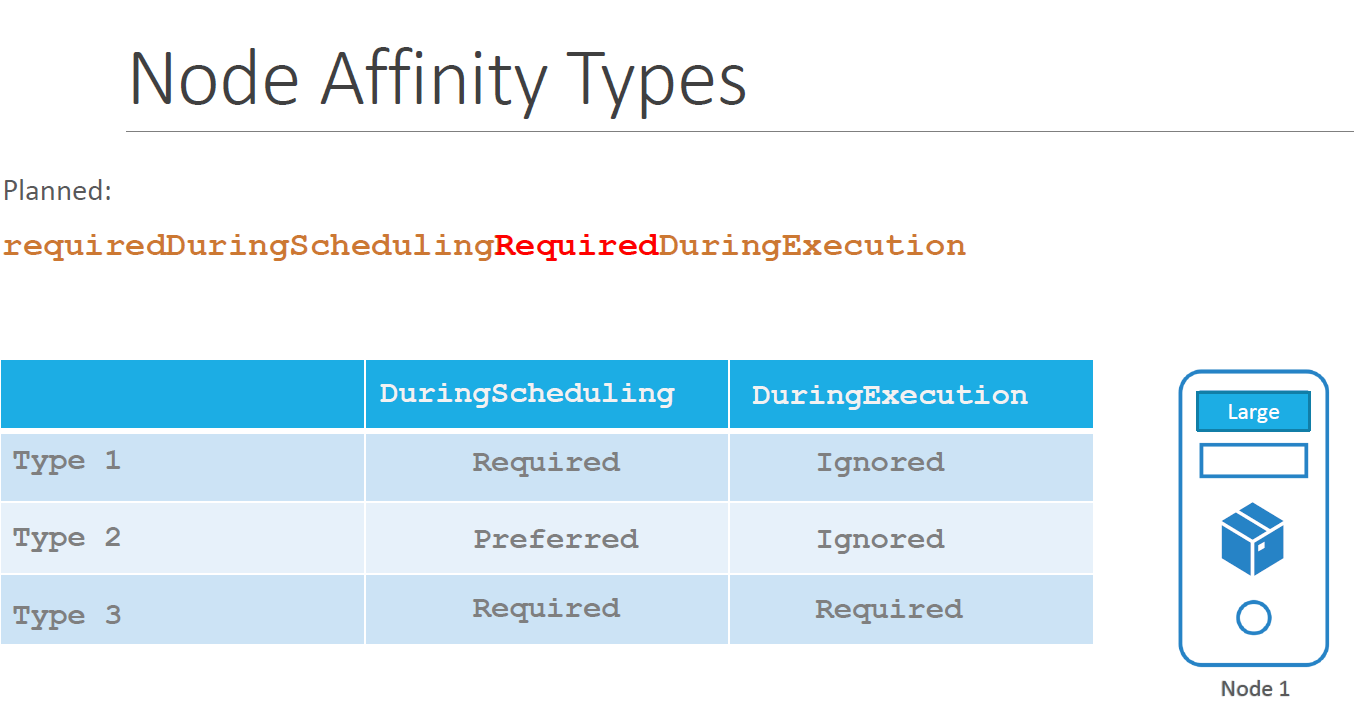 Node Affinity Types
Planned:
requiredDuringSchedulingRequiredDuringExecution
DuringScheduling DuringExecution
Type 1 Required Ignored
Type 2 Preferred Ignored
Type 3 Required Required
Large
Node 1